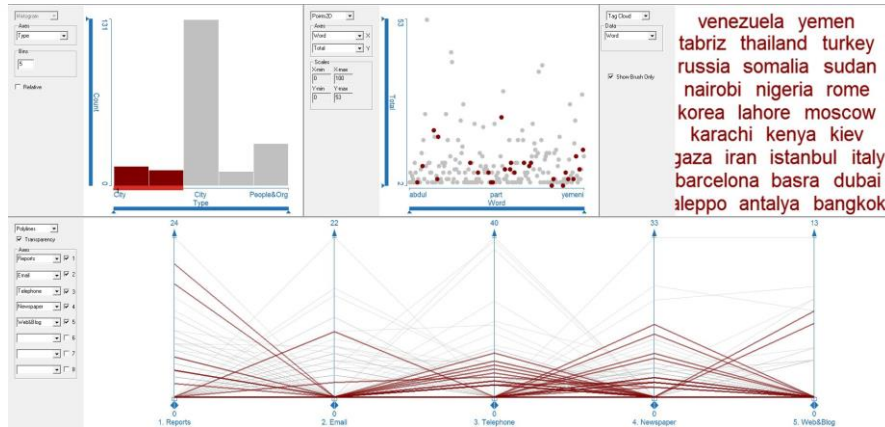 Histogram
Axes
Type
Bins
5
Relative
131
Count
0
City
City
People&Org
Type
Points2D
Axes
Word X
Total Y
Scales
X-min X-max
0 100
Y-min Y-max
0 53
53
Total
2
abdul
part
yemeni
Word
Tag Cloud
Data
Word
Show Brush Only
venezuela yemen
tabriz thailand turkey
russia somalia sudan
nairobi nigeria rome
korea lahore moscow
karachi kenya kiev
gaza iran istanbul italy
barcelona basra dubai
aleppo antalya bangkok
Polylines
Transparency
Axes
Reports 1
Email 2
Telephone 3
Newspaper 4
Web&Blog 5
6
7
8
24 22 40 33 13
0 0 0 0 0
1. Reports 2. Email 3. Telephone 4. Newspaper 5. Web&Blog